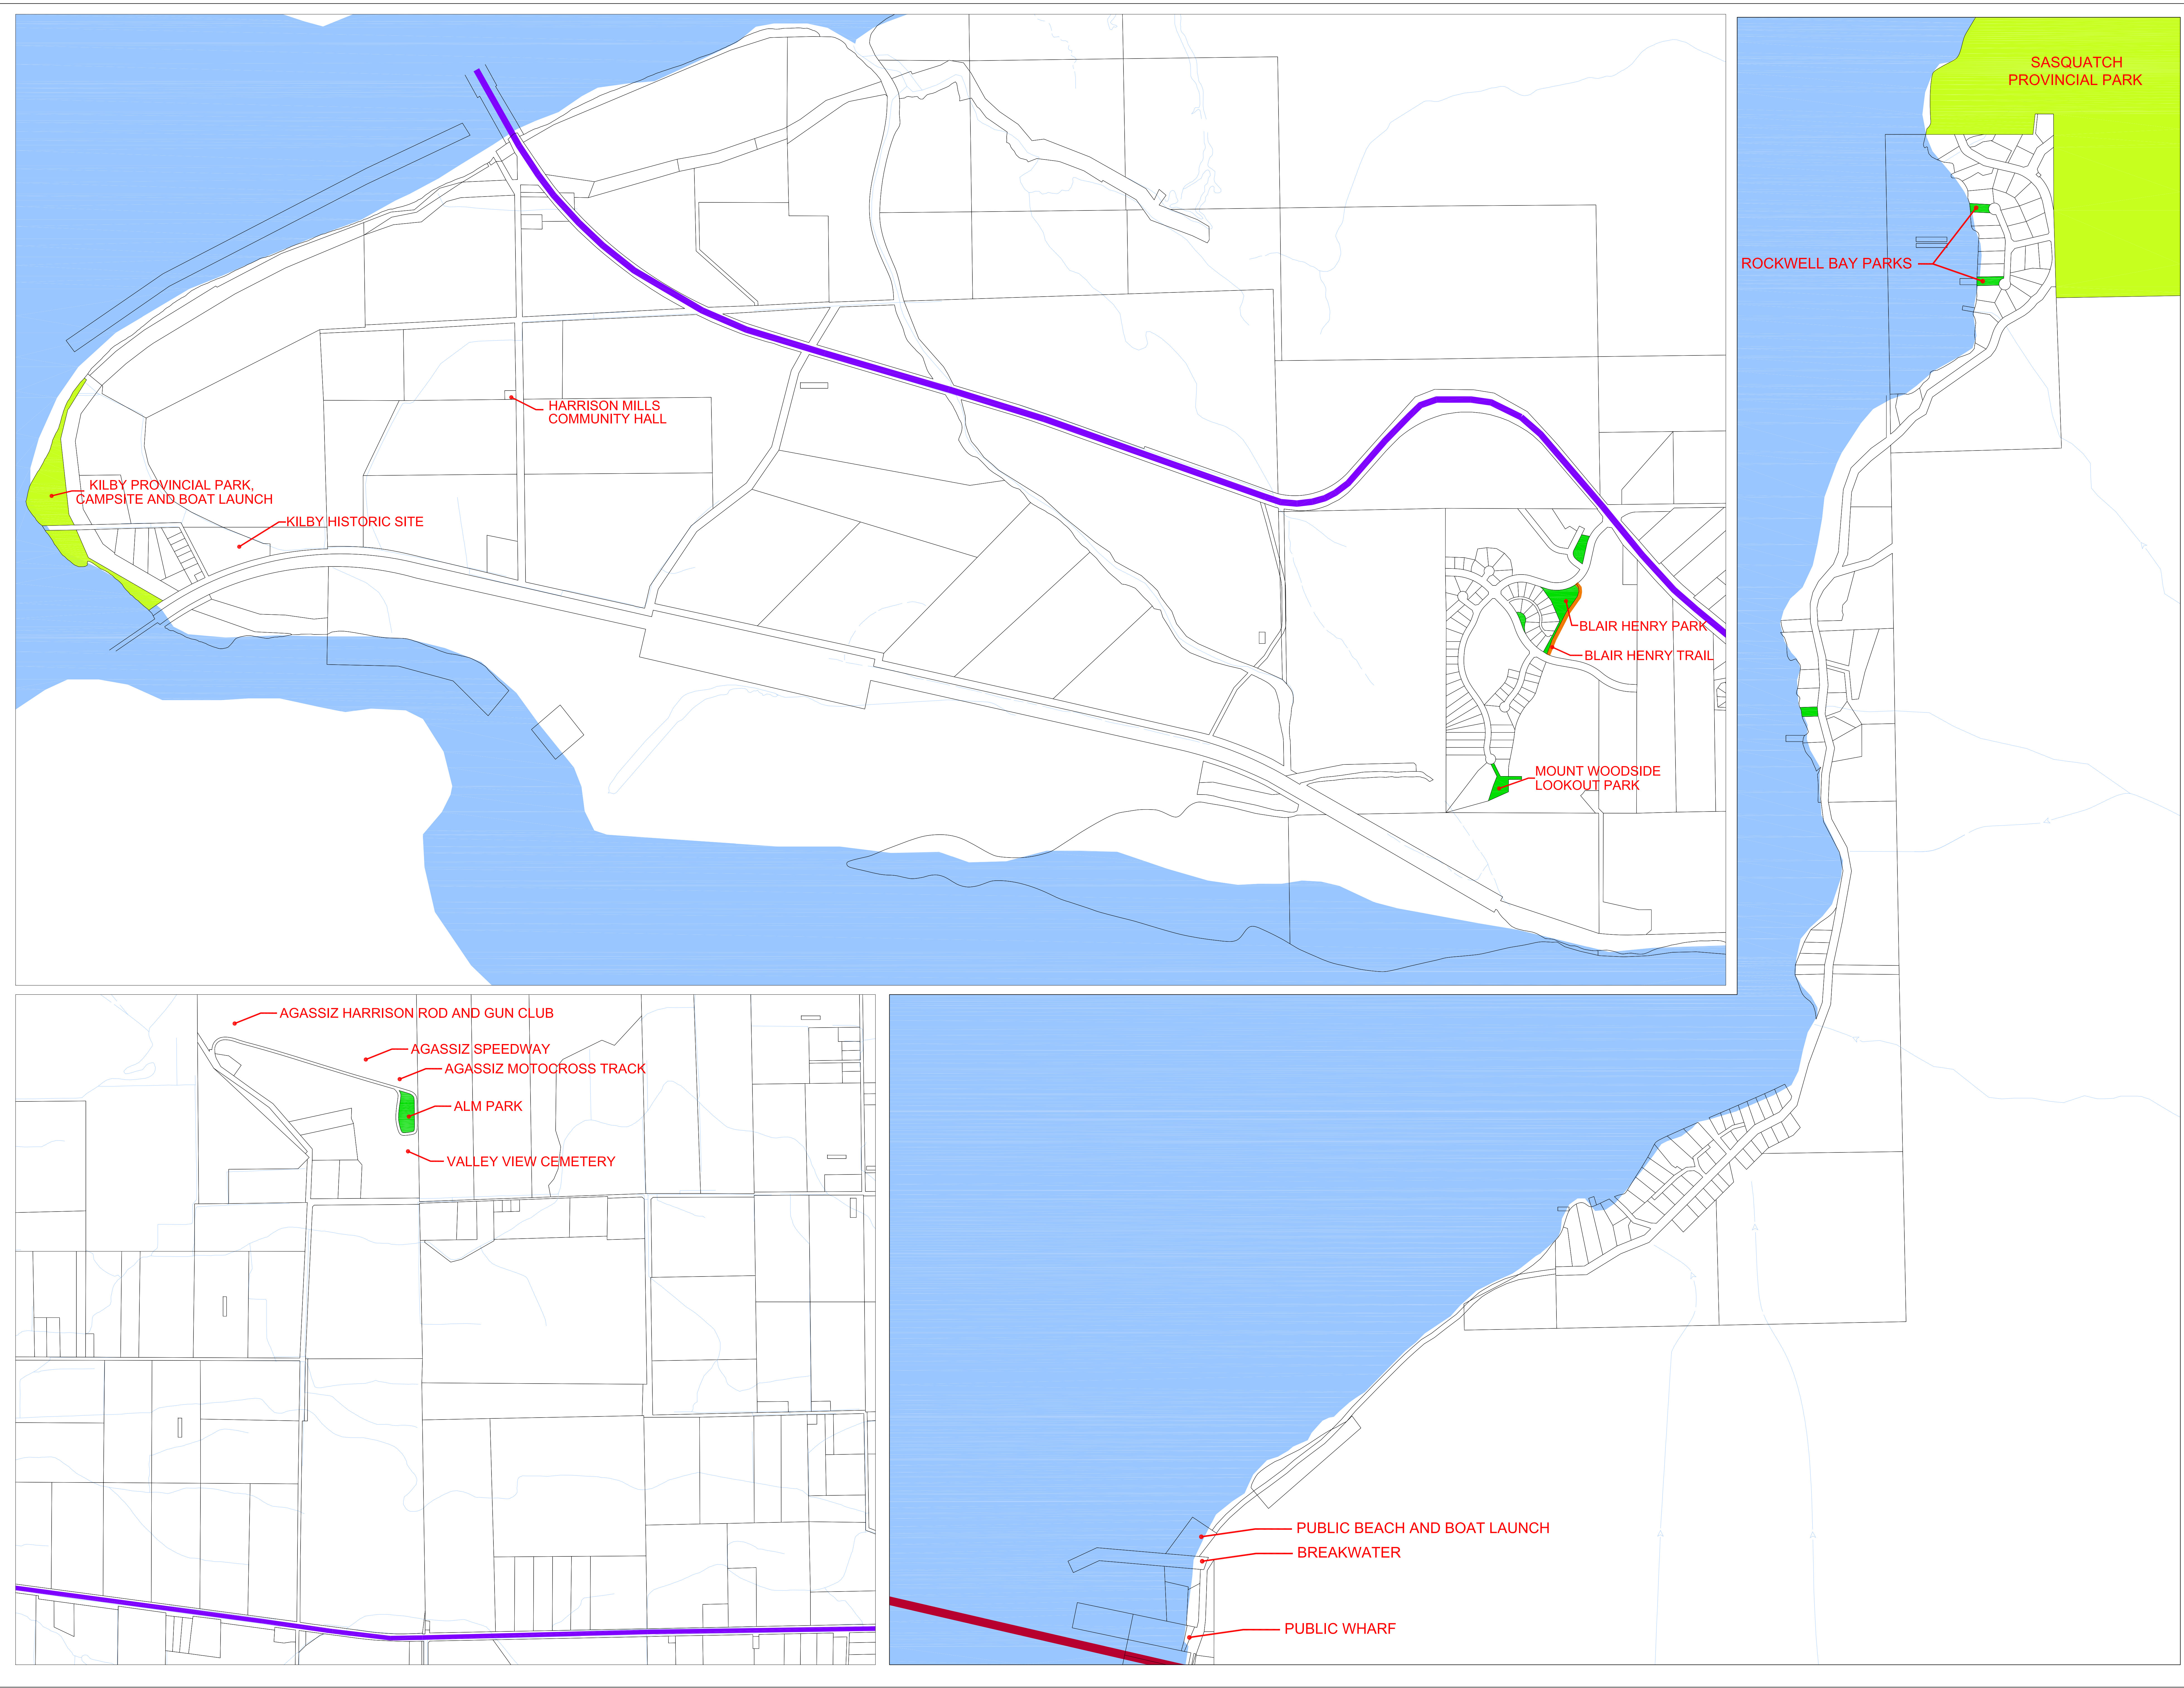 SASQUATCH
PROVINCIAL PARK
ROCKWELL BAY PARKS
HARRISON MILLS
COMMUNITY HALL
KILBY PROVINCIAL PARK,
CAMPSITE AND BOAT LAUNCH
KILBY HISTORIC SITE
BLAIR HENRY PARK
BLAIR HENRY TRAIL
MOUNT WOODSIDE
LOOKOUT PARK
AGASSIZ HARRISON ROD AND GUN CLUB
AGASSIZ SPEEDWAY
AGASSIZ MOTOCROSS TRACK
ALM PARK
VALLEY VIEW CEMETERY
PUBLIC BEACH AND BOAT LAUNCH
BREAKWATER
PUBLIC WHARF